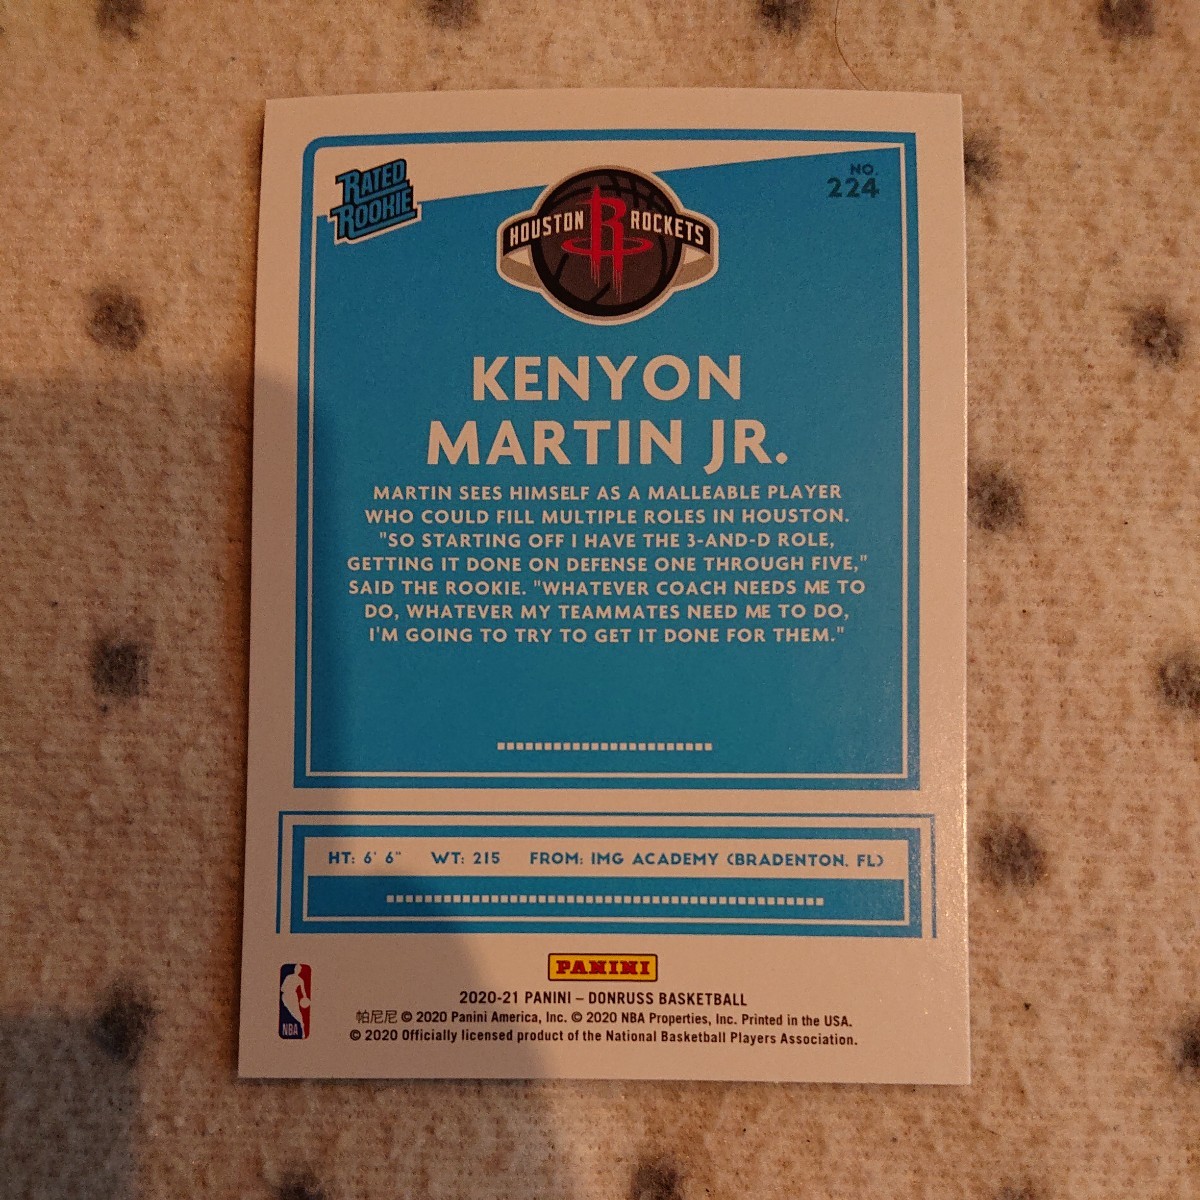 RATED
ROOKIE
NO.
224
HOUSTON R ROCKETS
KENYON
MARTIN JR.
MARTIN SEES HIMSELF AS A MALLEABLE PLAYER
WHO COULD FILL MULTIPLE ROLES IN HOUSTON.
"SO STARTING OFF I HAVE THE 3-AND-D ROLE,
GETTING IT DONE ON DEFENSE ONE THROUGH FIVE,"
SAID THE ROOKIE. "WHATEVER COACH NEEDS ME TO
DO, WHATEVER MY TEAMMATES NEED ME TO DO,
I'M GOING TO TRY TO GET IT DONE FOR THEM."
HT: 6' 6" WT: 215 FROM: IMG ACADEMY (BRADENTON, FL)
PANINI
NBA
2020-21 PANINI – DONRUSS BASKETBALL
帕尼尼 © 2020 Panini America, Inc. © 2020 NBA Properties, Inc. Printed in the USA.
© 2020 Officially licensed product of the National Basketball Players Association.